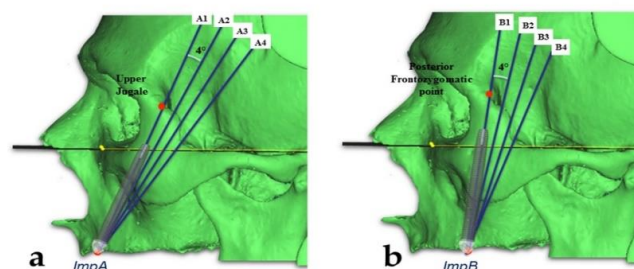 A1
A2
A3
A4
4°
Upper
Jugale
a
ImpA
B1
B2
B3
B4
4°
Posterior
Frontozygomatic
point
b
ImpB